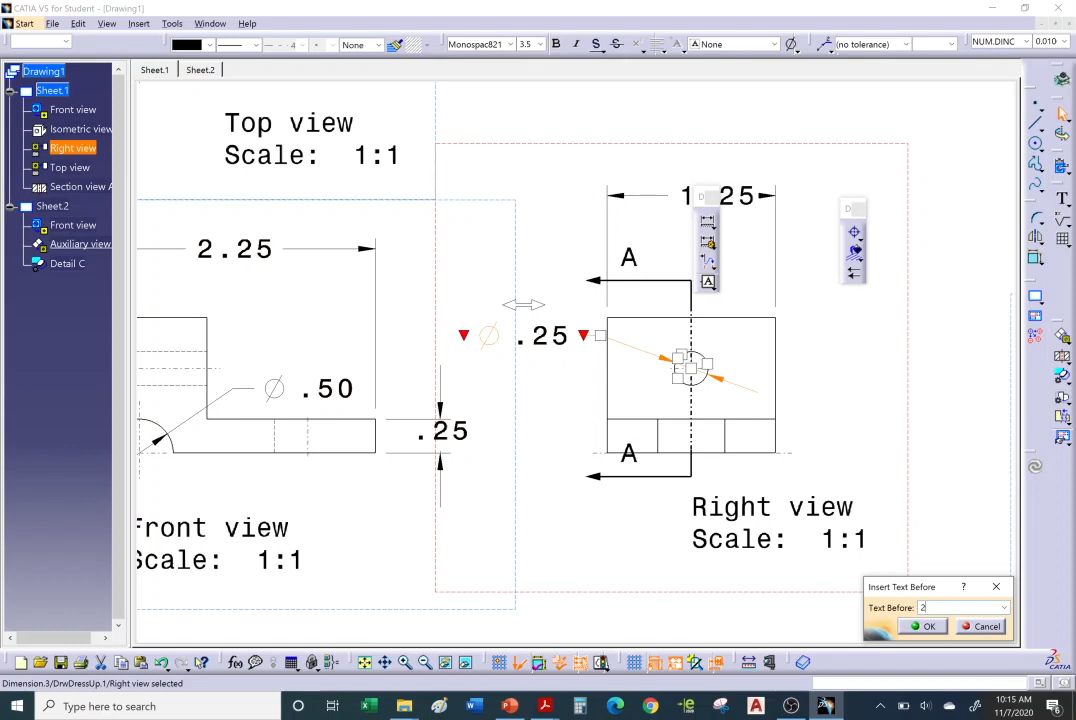 CATIA V5 for Student - [Drawing1]
Start File Edit View Insert Tools Window Help
4 None Monospac821 3.5 B I S S A A None (no tolerance) NUM.DINC 0.010
Drawing1
Sheet.1
Front view
Isometric view
Right view
Top view
Section view A
Sheet.2
Front view
Auxiliary view
Detail C
Sheet.1 Sheet.2
Top view
Scale: 1:1
2.25
Ø .50
.25
Front view
Scale: 1:1
1 25
D
D
A
Ø .25
A
A
Right view
Scale: 1:1
T
Insert Text Before ?
Text Before: 2
OK Cancel
f(x)
CATIA
Dimension.3/DrwDressUp.1/Right view selected
Type here to search
10:15 AM
11/7/2020
6